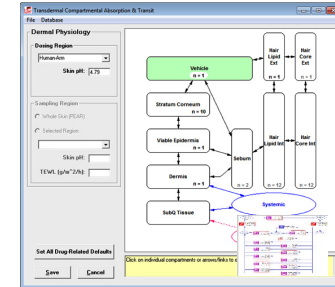 Transdermal Compartmental Absorption & Transit
File Database
Dermal Physiology
Dosing Region
Human-Arm
Skin pH: 4.79
Sampling Region
Whole Skin (PEAR)
Selected Region
Skin pH:
TEWL (g/m^2/h):
Set All Drug-Related Defaults
Save Cancel
Vehicle
n = 1
Stratum Corneum
n = 10
Viable Epidermis
n = 1
Dermis
n = 1
SubQ Tissue
Sebum
n = 2
Hair Lipid Ext
n = 1
Hair Core Ext
n = 1
Hair Lipid Int
n = 12
Hair Core Int
n = 12
Systemic
Click on individual compartments or arrows/links to c